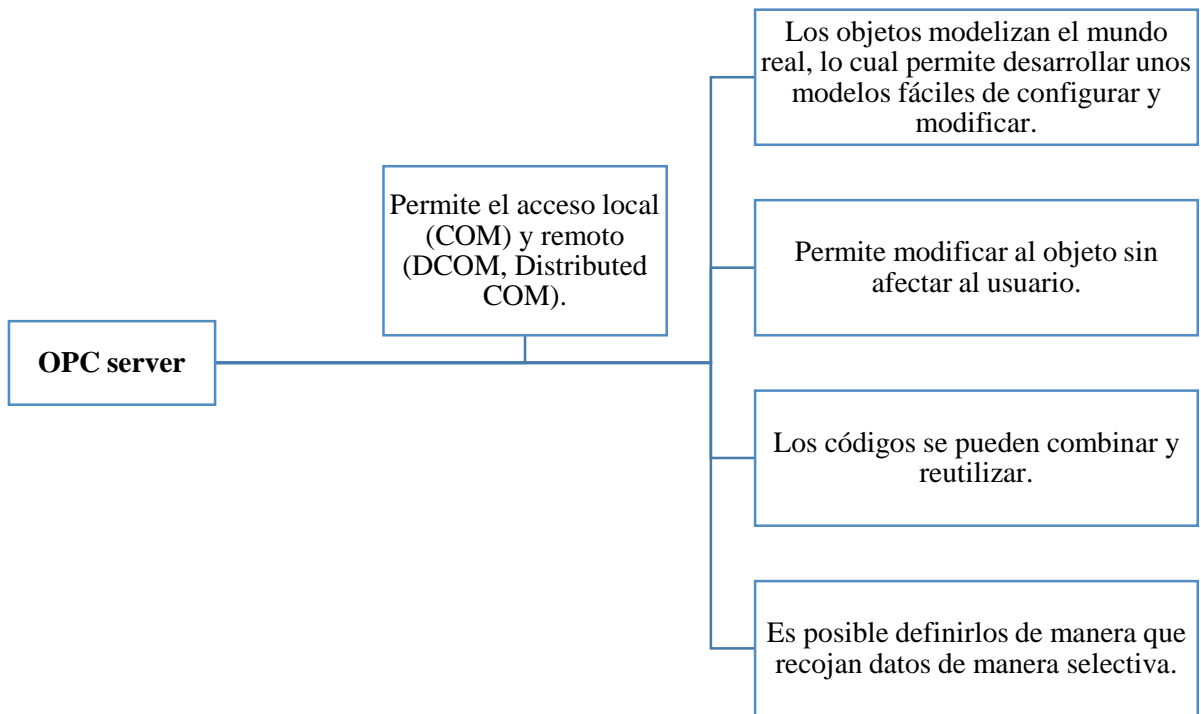 OPC server
Permite el acceso local
(COM) y remoto
(DCOM, Distributed
COM).
Los objetos modelizan el mundo
real, lo cual permite desarrollar unos
modelos fáciles de configurar y
modificar.
Permite modificar al objeto sin
afectar al usuario.
Los códigos se pueden combinar y
reutilizar.
Es posible definirlos de manera que
recojan datos de manera selectiva.